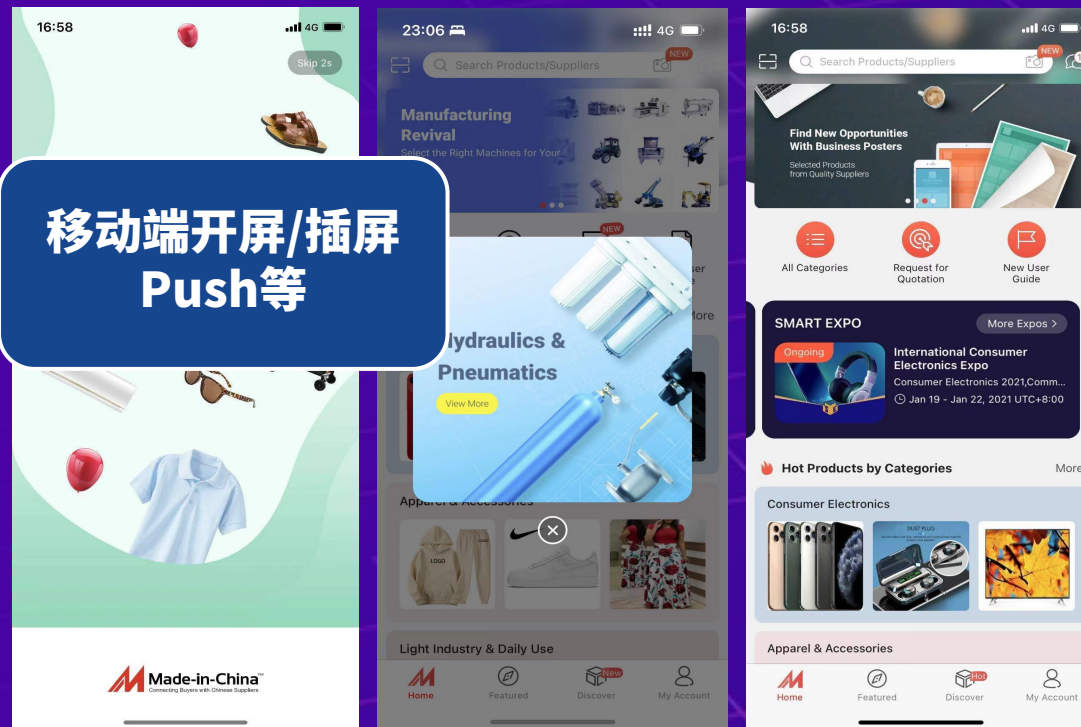 16:58
4G
Skip 2s
移动端开屏/插屏
Push等
Made-in-China
Connecting Buyers with Chinese Suppliers
23:06
4G
Search Products/Suppliers
NEW
Manufacturing
Revival
Select the Right Machines for Your
NEW
More
ydraulics &
Pneumatics
View More
Apparel & Accessories
LOGO
Light Industry & Daily Use
New
Home
Featured
Discover
My Account
16:58
4G
Search Products/Suppliers
NEW
Find New Opportunities
With Business Posters
Selected Products
from Quality Suppliers
All Categories
Request for
Quotation
New User
Guide
SMART EXPO
More Expos >
Ongoing
International Consumer
Electronics Expo
Consumer Electronics 2021,Comm...
Jan 19 - Jan 22, 2021 UTC+8:00
Hot Products by Categories
More
Consumer Electronics
DUST PLUG
Apparel & Accessories
Hot
Home
Featured
Discover
My Account